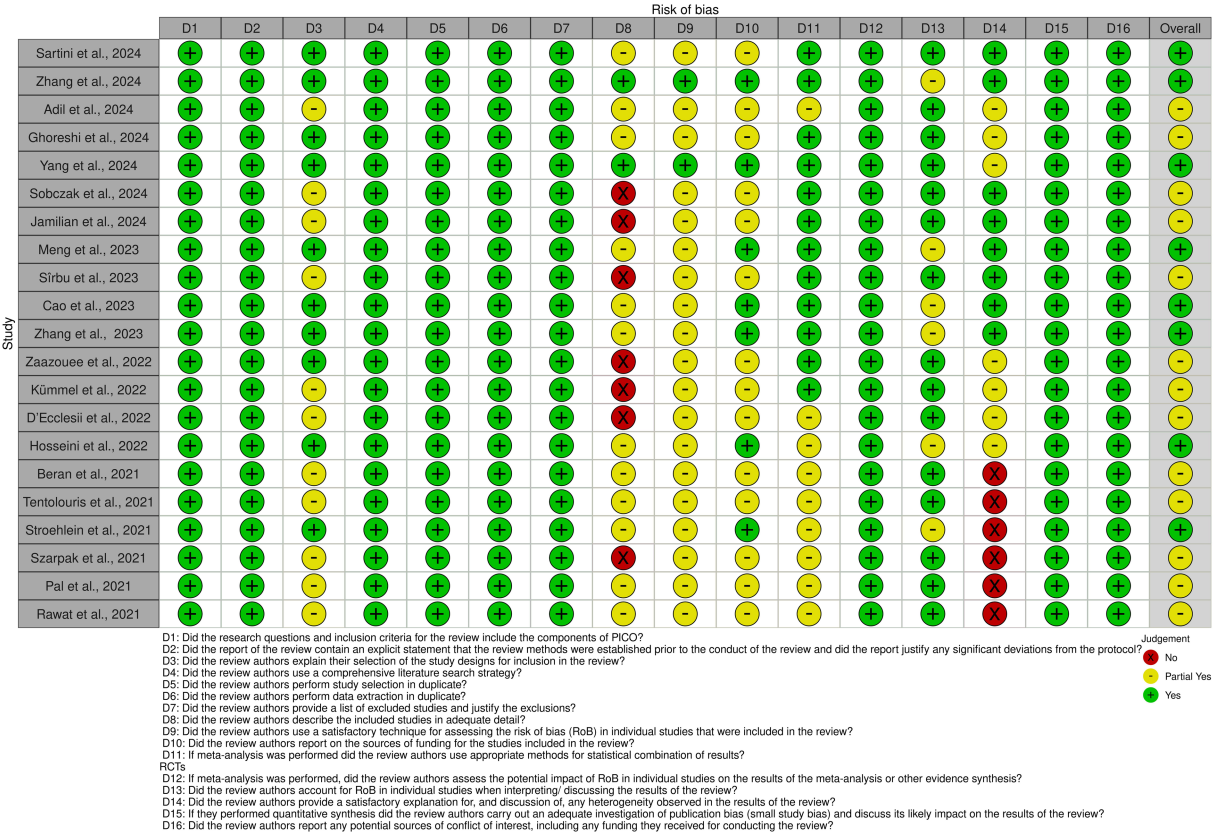 Risk of bias
D1 D2 D3 D4 D5 D6 D7 D8 D9 D10 D11 D12 D13 D14 D15 D16 Overall
Study
Sartini et al., 2024 + + + + + + + - - - + + + + + + +
Zhang et al., 2024 + + + + + + + + + + + + - + + + +
Adil et al., 2024 + + - + + + + - - - - + + - + + -
Ghoreshi et al., 2024 + + + + + + + - - - + + + - + + -
Yang et al., 2024 + + + + + + + + + + + + + - + + +
Sobczak et al., 2024 + + - + + + + X - - + + + + + + -
Jamilian et al., 2024 + + - + + + + X - - + + + + + + -
Meng et al., 2023 + + + + + + + - - + + + - + + + +
Sîrbu et al., 2023 + + - + + + + X - - + + + + + + -
Cao et al., 2023 + + + + + + + - - + + + - + + + +
Zhang et al., 2023 + + + + + + + - - + + + - + + + +
Zaazouee et al., 2022 + + + + + + + X - - + + + - + + -
Kümmel et al., 2022 + + - + + + + X - - + + + - + + -
D'Ecclesii et al., 2022 + + - + + + + X - - - + + - + + -
Hosseini et al., 2022 + + + + + + + - - + - + - - + + +
Beran et al., 2021 + + - + + + + - - - - + + X + + -
Tentolouris et al., 2021 + + - + + + + - - - - + + X + + -
Stroehlein et al., 2021 + + + + + + + - - + - + - X + + +
Szarpak et al., 2021 + + - + + + + X - - - + + X + + -
Pal et al., 2021 + + - + + + + - - - - + + X + + -
Rawat et al., 2021 + + - + + + + - - - - + + X + + -
D1: Did the research questions and inclusion criteria for the review include the components of PICO?
D2: Did the report of the review contain an explicit statement that the review methods were established prior to the conduct of the review and did the report justify any significant deviations from the protocol?
D3: Did the review authors explain their selection of the study designs for inclusion in the review?
D4: Did the review authors use a comprehensive literature search strategy?
D5: Did the review authors perform study selection in duplicate?
D6: Did the review authors perform data extraction in duplicate?
D7: Did the review authors provide a list of excluded studies and justify the exclusions?
D8: Did the review authors describe the included studies in adequate detail?
D9: Did the review authors use a satisfactory technique for assessing the risk of bias (RoB) in individual studies that were included in the review?
D10: Did the review authors report on the sources of funding for the studies included in the review?
D11: If meta-analysis was performed did the review authors use appropriate methods for statistical combination of results?
RCTs
D12: If meta-analysis was performed, did the review authors assess the potential impact of RoB in individual studies on the results of the meta-analysis or other evidence synthesis?
D13: Did the review authors account for RoB in individual studies when interpreting/ discussing the results of the review?
D14: Did the review authors provide a satisfactory explanation for, and discussion of, any heterogeneity observed in the results of the review?
D15: If they performed quantitative synthesis did the review authors carry out an adequate investigation of publication bias (small study bias) and discuss its likely impact on the results of the review?
D16: Did the review authors report any potential sources of conflict of interest, including any funding they received for conducting the review?
Judgement
X No
- Partial Yes
+ Yes